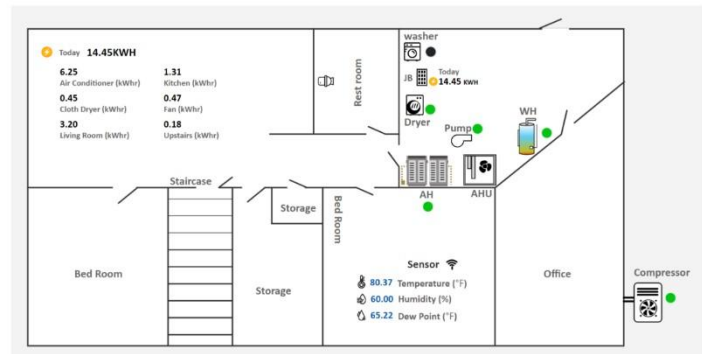 Today 14.45KWH
6.25
1.31
Air Conditioner (kWhr)
Kitchen (kWhr)
0.45
0.47
Cloth Dryer (kWhr)
Fan (kWhr)
3.20
0.18
Living Room (kWhr)
Upstairs (kWhr)
Rest room
washer
JB
Today
14.45 KWH
Dryer
Pump
WH
AH
AHU
Staircase
Storage
Bed Room
Bed Room
Storage
Sensor
80.37 Temperature (°F)
60.00 Humidity (%)
65.22 Dew Point (°F)
Office
Compressor